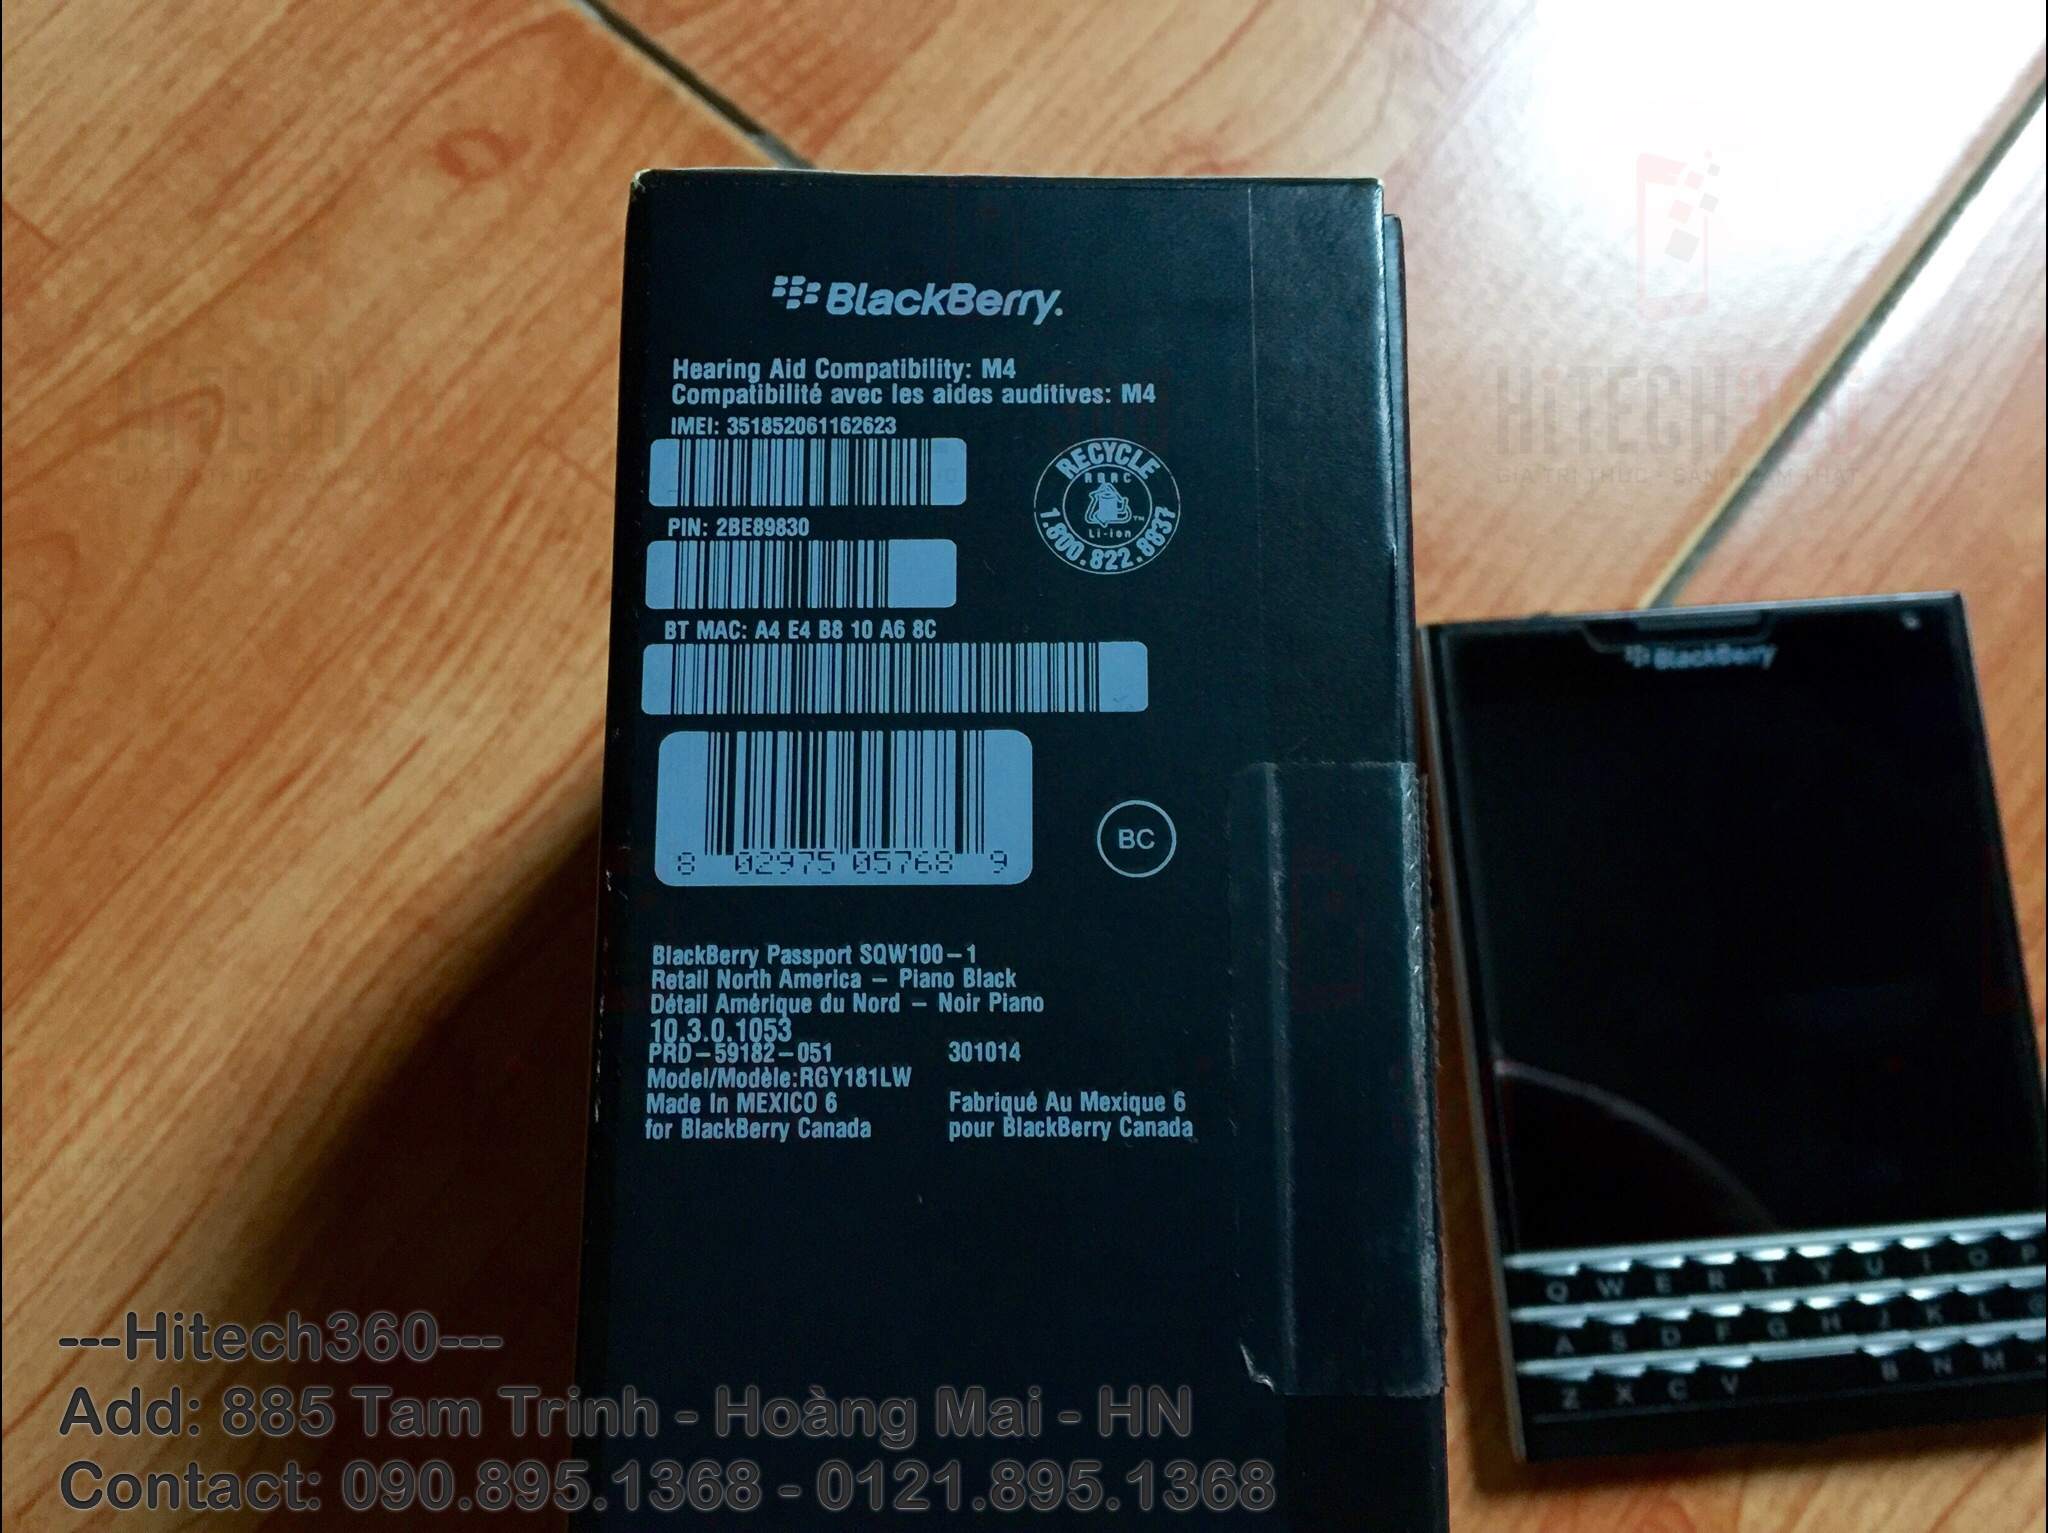 BlackBerry.
Hearing Aid Compatibility: M4
Compatibilité avec les aides auditives: M4
IMEI: 351852061162623
RECYCLE
RBRC
Li-ion
1.800.822.8837
PIN: 2BE89830
BT MAC: A4 E4 B8 10 A6 8C
8 02975 05768 9
BC
BlackBerry Passport SQW100-1
Retail North America – Piano Black
Détail Amérique du Nord – Noir Piano
10.3.0.1053
PRD-59182-051 301014
Model/Modèle:RGY181LW
Made In MEXICO 6 Fabriqué Au Mexique 6
for BlackBerry Canada pour BlackBerry Canada
BlackBerry
Q W E R T Y U I O P
A S D F G H J K L
Z X C V B N M
HiTECH360
HiTECH
---Hitech360---
Add: 885 Tam Trinh - Hoàng Mai - HN
Contact: 090.895.1368 - 0121.895.1368